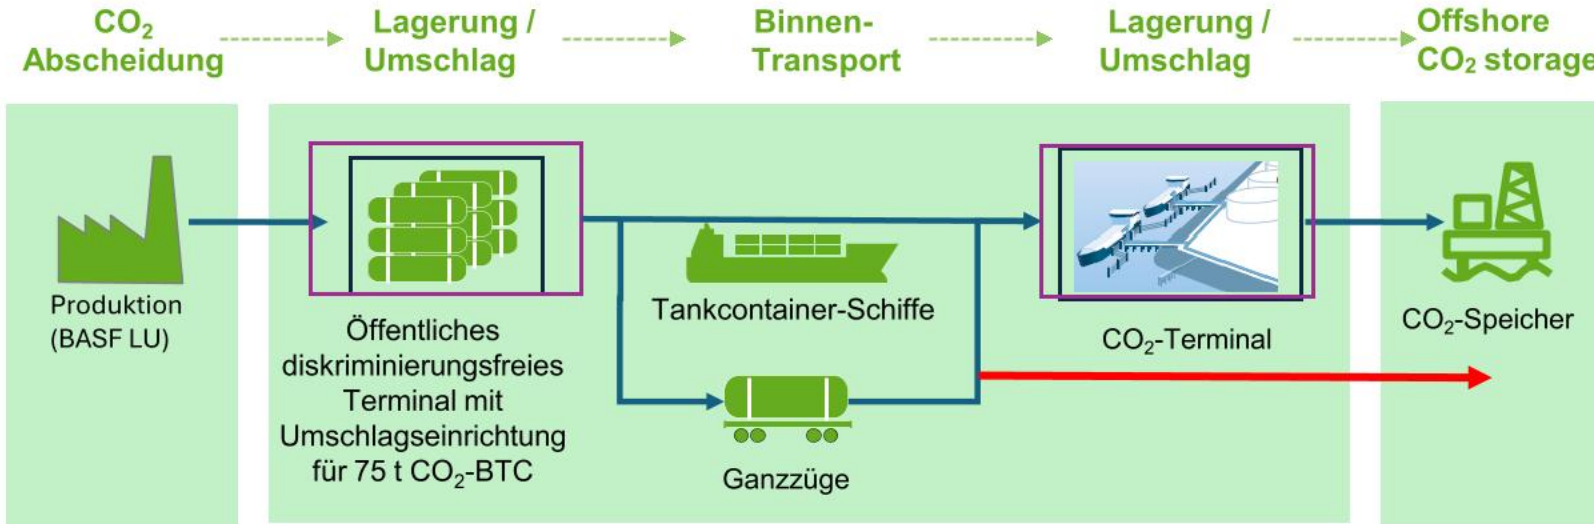 CO₂
Abscheidung
Lagerung /
Umschlag
Binnen-
Transport
Lagerung /
Umschlag
Offshore
CO₂ storage
Produktion
(BASF LU)
Öffentliches
diskriminierungsfreies
Terminal mit
Umschlagseinrichtung
für 75 t CO₂-BTC
Tankcontainer-Schiffe
Ganzzüge
CO₂-Terminal
CO₂-Speicher